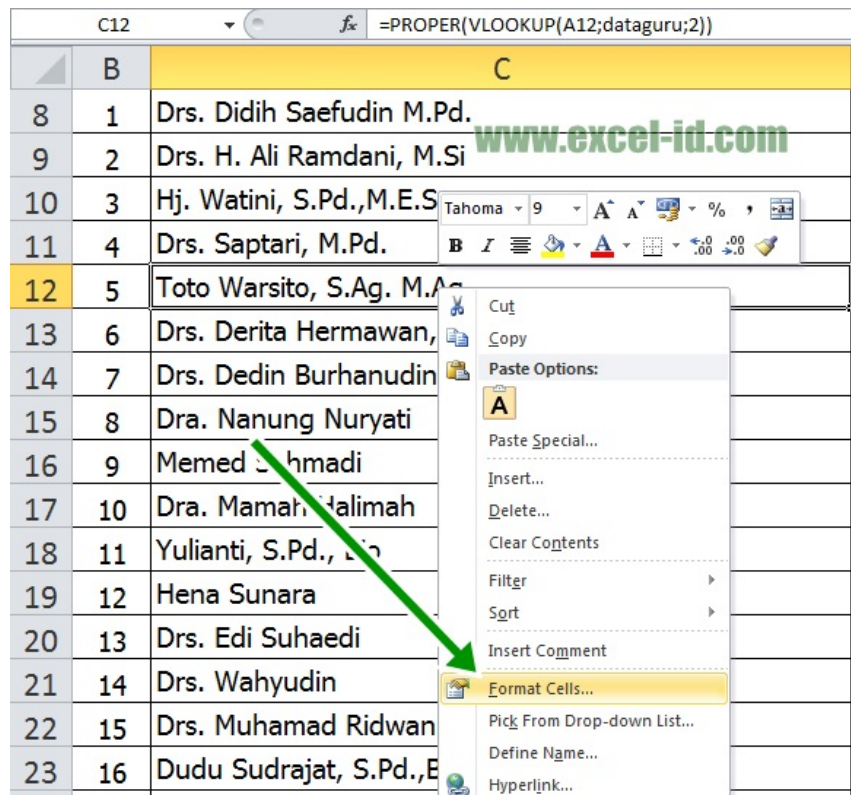 C12 fx =PROPER(VLOOKUP(A12;dataguru;2))
B C
8 1 Drs. Didih Saefudin M.Pd.
www.excel-id.com
9 2 Drs. H. Ali Ramdani, M.Si
10 3 Hj. Watini, S.Pd.,M.E.S
Tahoma 9 A A % ,
11 4 Drs. Saptari, M.Pd.
B I A .00 .00
12 5 Toto Warsito, S.Ag. M.Ag
Cut
13 6 Drs. Derita Hermawan,
Copy
14 7 Drs. Dedin Burhanudin
Paste Options:
A
15 8 Dra. Nanung Nuryati
Paste Special...
16 9 Memed
Insert...
17 10 Dra. Mamah Halimah
Delete...
18 11 Yulianti, S.Pd.,
Clear Contents
Filter
19 12 Hena Sunara
Sort
20 13 Drs. Edi Suhaedi
Insert Comment
21 14 Drs. Wahyudin
Format Cells...
22 15 Drs. Muhamad Ridwan
Pick From Drop-down List...
Define Name...
23 16 Dudu Sudrajat, S.Pd.,
Hyperlink...